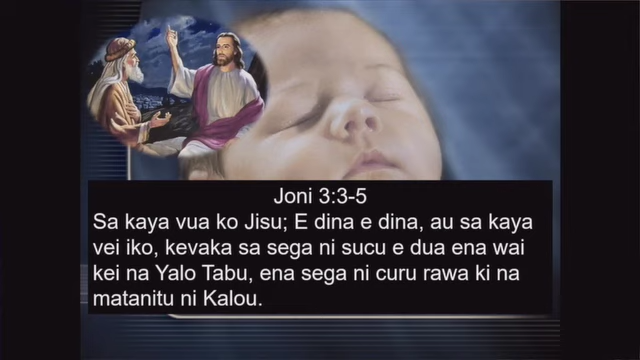 Joni 3:3-5
Sa kaya vua ko Jisu; E dina e dina, au sa kaya
vei iko, kevaka sa sega ni sucu e dua ena wai
kei na Yalo Tabu, ena sega ni curu rawa ki na
matanitu ni Kalou.